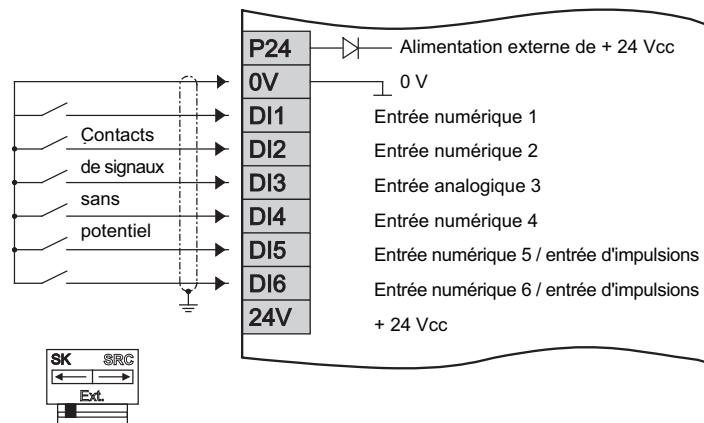 P24 Alimentation externe de + 24 Vcc
0V 0 V
DI1 Entrée numérique 1
Contacts DI2 Entrée numérique 2
de signaux DI3 Entrée analogique 3
sans DI4 Entrée numérique 4
potentiel DI5 Entrée numérique 5 / entrée d'impulsions
DI6 Entrée numérique 6 / entrée d'impulsions
24V + 24 Vcc
SK SRC
Ext.